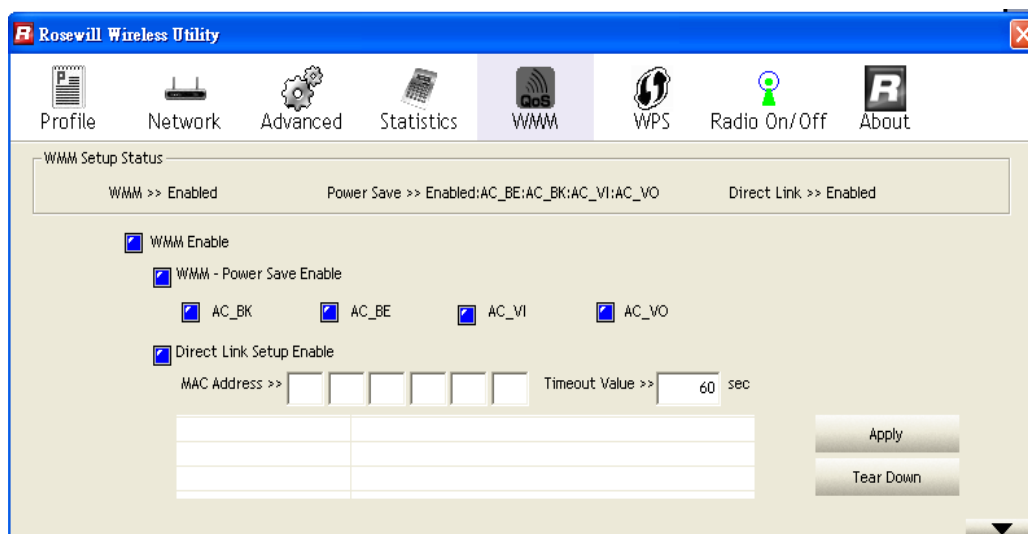 R Rosewill Wireless Utility
P
QoS
R
Profile Network Advanced Statistics WMM WPS Radio On/Off About
WMM Setup Status
WMM >> Enabled Power Save >> Enabled:AC_BE:AC_BK:AC_VI:AC_VO Direct Link >> Enabled
WMM Enable
WMM - Power Save Enable
AC_BK AC_BE AC_VI AC_VO
Direct Link Setup Enable
MAC Address >> Timeout Value >> 60 sec
Apply
Tear Down